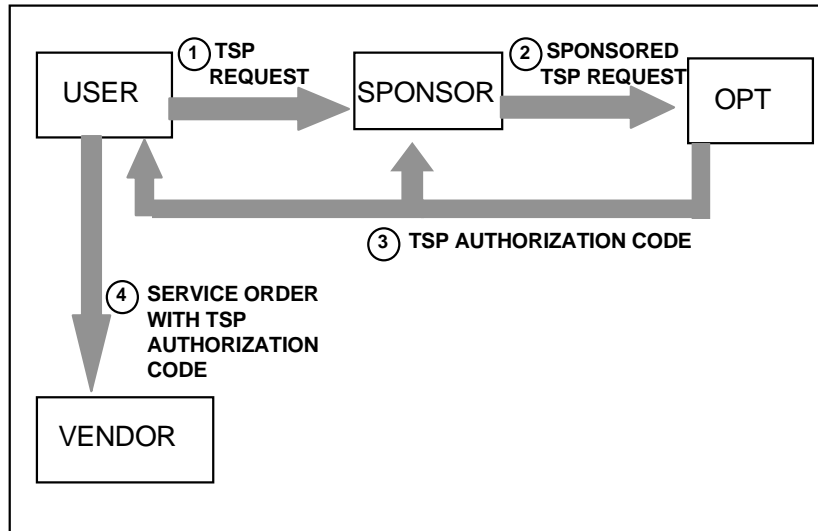 USER
1 TSP
REQUEST
SPONSOR
2 SPONSORED
TSP REQUEST
OPT
3 TSP AUTHORIZATION CODE
4 SERVICE ORDER
WITH TSP
AUTHORIZATION
CODE
VENDOR